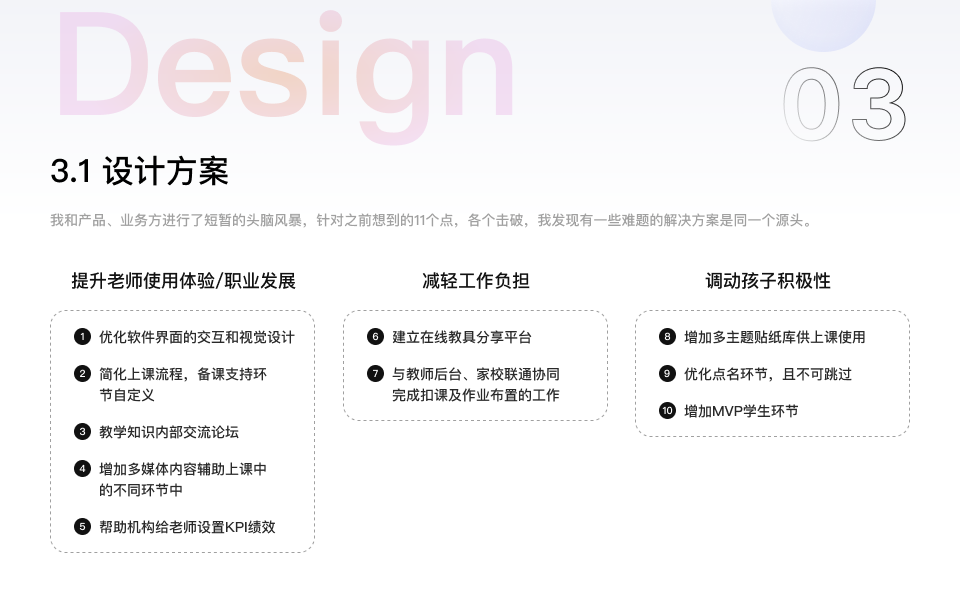 Design
03
3.1 设计方案
我和产品、业务方进行了短暂的头脑风暴，针对之前想到的11个点，各个击破，我发现有一些难题的解决方案是同一个源头。
提升老师使用体验/职业发展
1 优化软件界面的交互和视觉设计
2 简化上课流程，备课支持环
节自定义
3 教学知识内部交流论坛
4 增加多媒体内容辅助上课中
的不同环节中
5 帮助机构给老师设置KPI绩效
减轻工作负担
6 建立在线教具分享平台
7 与教师后台、家校联通协同
完成扣课及作业布置的工作
调动孩子积极性
8 增加多主题贴纸库供上课使用
9 优化点名环节，且不可跳过
10 增加MVP学生环节